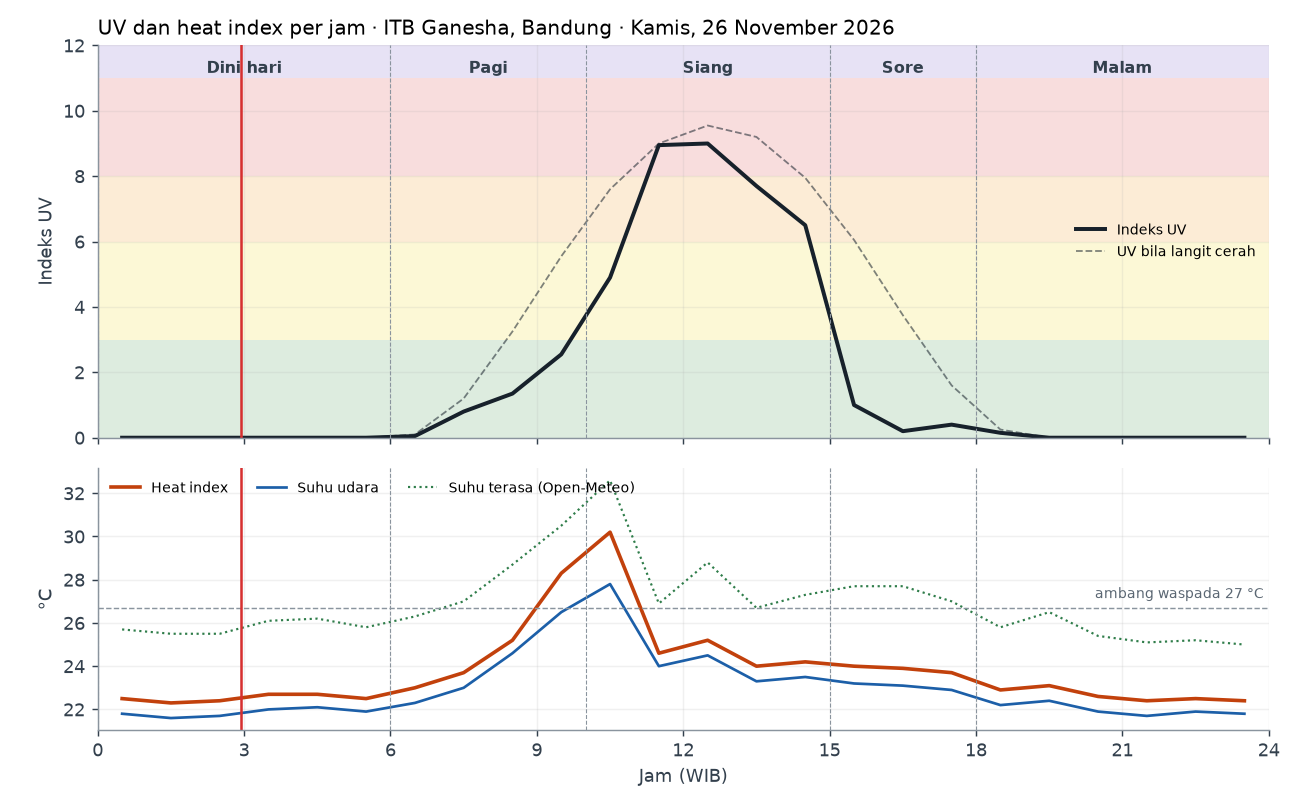 UV dan heat index per jam · ITB Ganesha, Bandung · Kamis, 26 November 2026
12
10
8
6
4
2
0
Indeks UV
Dini hari
Pagi
Siang
Sore
Malam
Indeks UV
UV bila langit cerah
32
30
28
26
24
22
°C
Heat index
Suhu udara
Suhu terasa (Open-Meteo)
ambang waspada 27 °C
0 3 6 9 12 15 18 21 24
Jam (WIB)